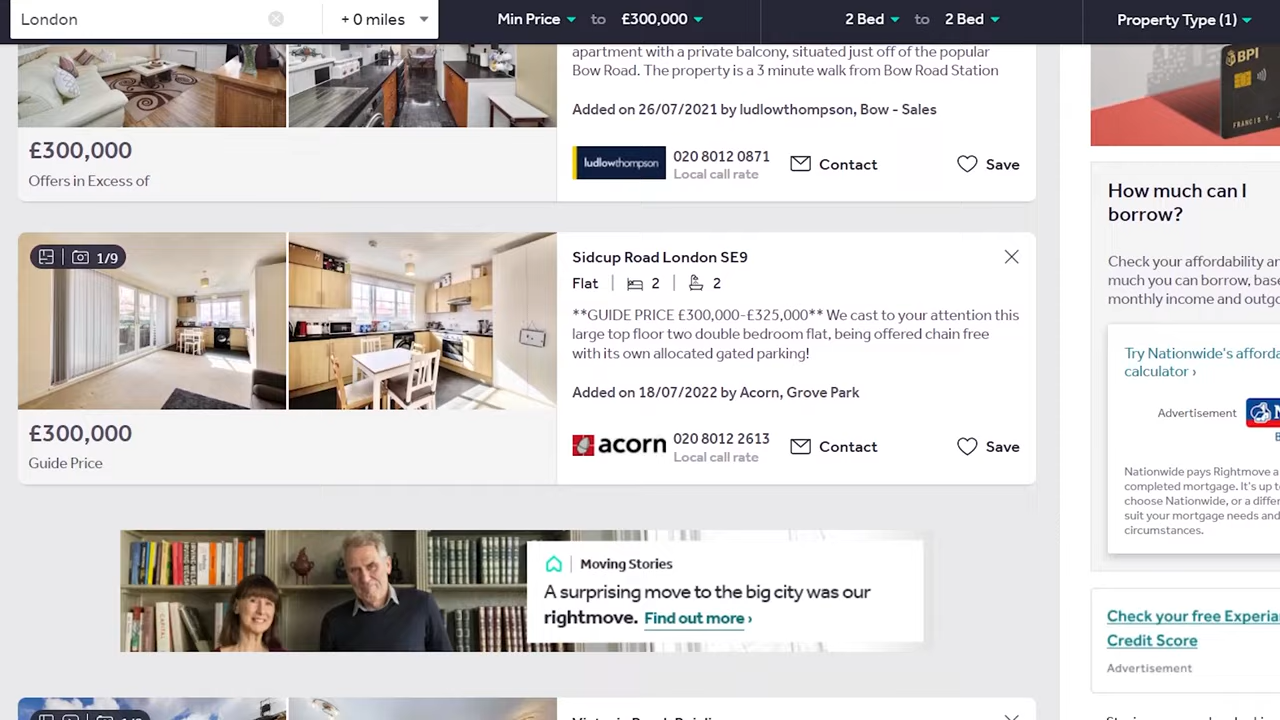 London
+ 0 miles
Min Price to £300,000
2 Bed to 2 Bed
Property Type (1)
apartment with a private balcony, situated just off of the popular
Bow Road. The property is a 3 minute walk from Bow Road Station
Added on 26/07/2021 by ludlowthompson, Bow - Sales
£300,000
Offers in Excess of
ludlowthompson
020 8012 0871
Local call rate
Contact
Save
1/9
Sidcup Road London SE9
Flat 2 2
**GUIDE PRICE £300,000-£325,000** We cast to your attention this
large top floor two double bedroom flat, being offered chain free
with its own allocated gated parking!
Added on 18/07/2022 by Acorn, Grove Park
£300,000
Guide Price
acorn
020 8012 2613
Local call rate
Contact
Save
Moving Stories
A surprising move to the big city was our
rightmove. Find out more ›
BPI
How much can I
borrow?
Check your affordability an
much you can borrow, base
monthly income and outgo
Try Nationwide's afforda
calculator ›
Advertisement
Nationwide pays Rightmove a
completed mortgage. It's up t
choose Nationwide, or a differ
suit your mortgage needs and
circumstances.
Check your free Experia
Credit Score
Advertisement